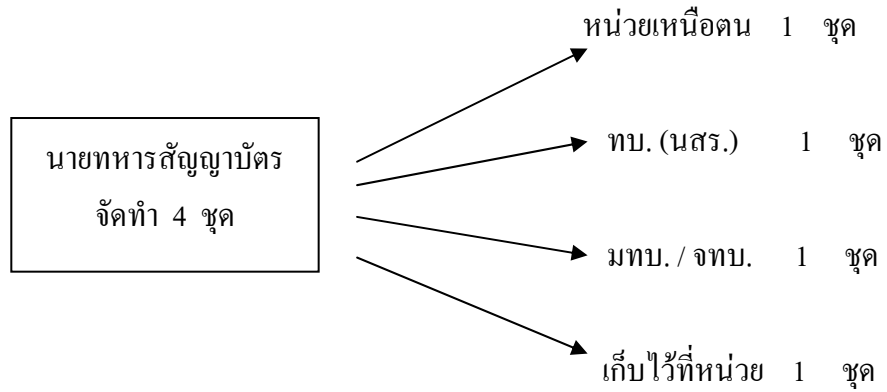 หน่วยเหนือตน 1 ชุด
นายทหารสัญญาบัตร
จัดทำ 4 ชุด
ทบ. (นสร.) 1 ชุด
มทบ. / จทบ. 1 ชุด
เก็บไว้ที่หน่วย 1 ชุด